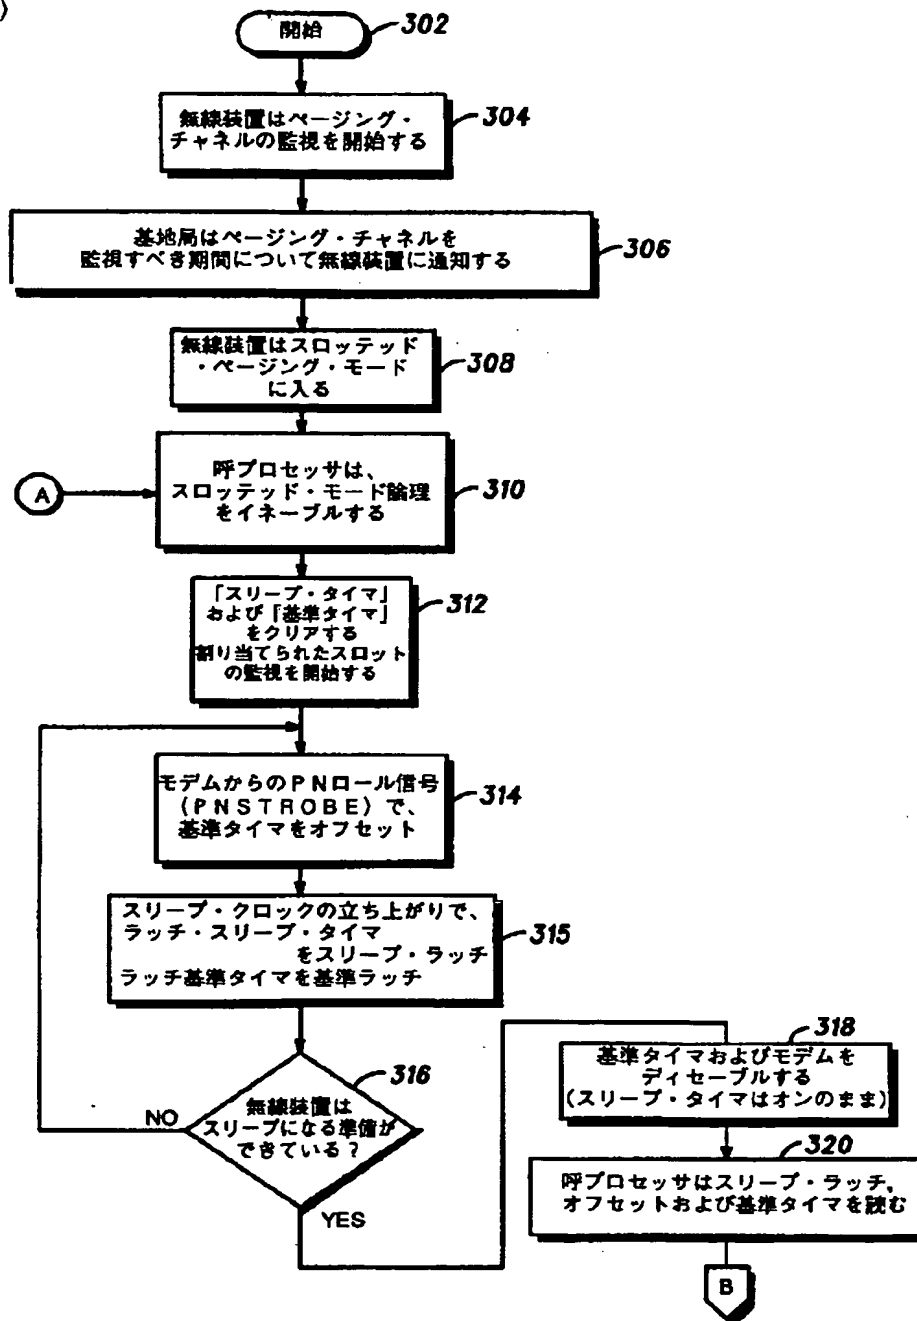 )
開始
302
無線装置はページング・
チャネルの監視を開始する
304
基地局はページング・チャネルを
監視すべき期間について無線装置に通知する
306
無線装置はスロッテッド
・ページング・モード
に入る
308
A
呼プロセッサは、
スロッテッド・モード論理
をイネーブルする
310
「スリープ・タイマ」
および「基準タイマ」
をクリアする
割り当てられたスロット
の監視を開始する
312
モデムからのPNロール信号
(PNSTROBE)で、
基準タイマをオフセット
314
スリープ・クロックの立ち上がりで、
ラッチ・スリープ・タイマ
をスリープ・ラッチ
ラッチ基準タイマを基準ラッチ
315
316
無線装置は
スリープになる準備が
できている?
NO
YES
318
基準タイマおよびモデムを
ディセーブルする
(スリープ・タイマはオンのまま)
320
呼プロセッサはスリープ・ラッチ,
オフセットおよび基準タイマを読む
B